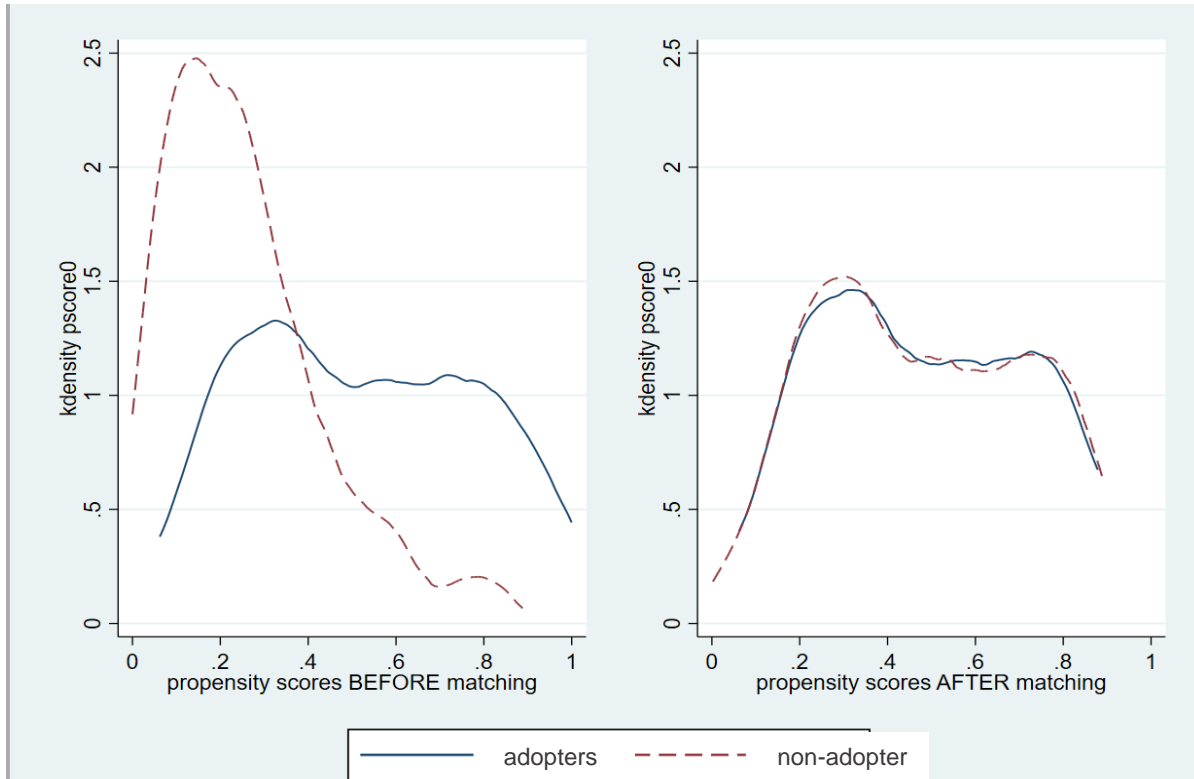 kdensity pscore0
0 .5 1 1.5 2 2.5
0 .2 .4 .6 .8 1
propensity scores BEFORE matching
kdensity pscore0
0 .5 1 1.5 2 2.5
0 .2 .4 .6 .8 1
propensity scores AFTER matching
adopters non-adopter